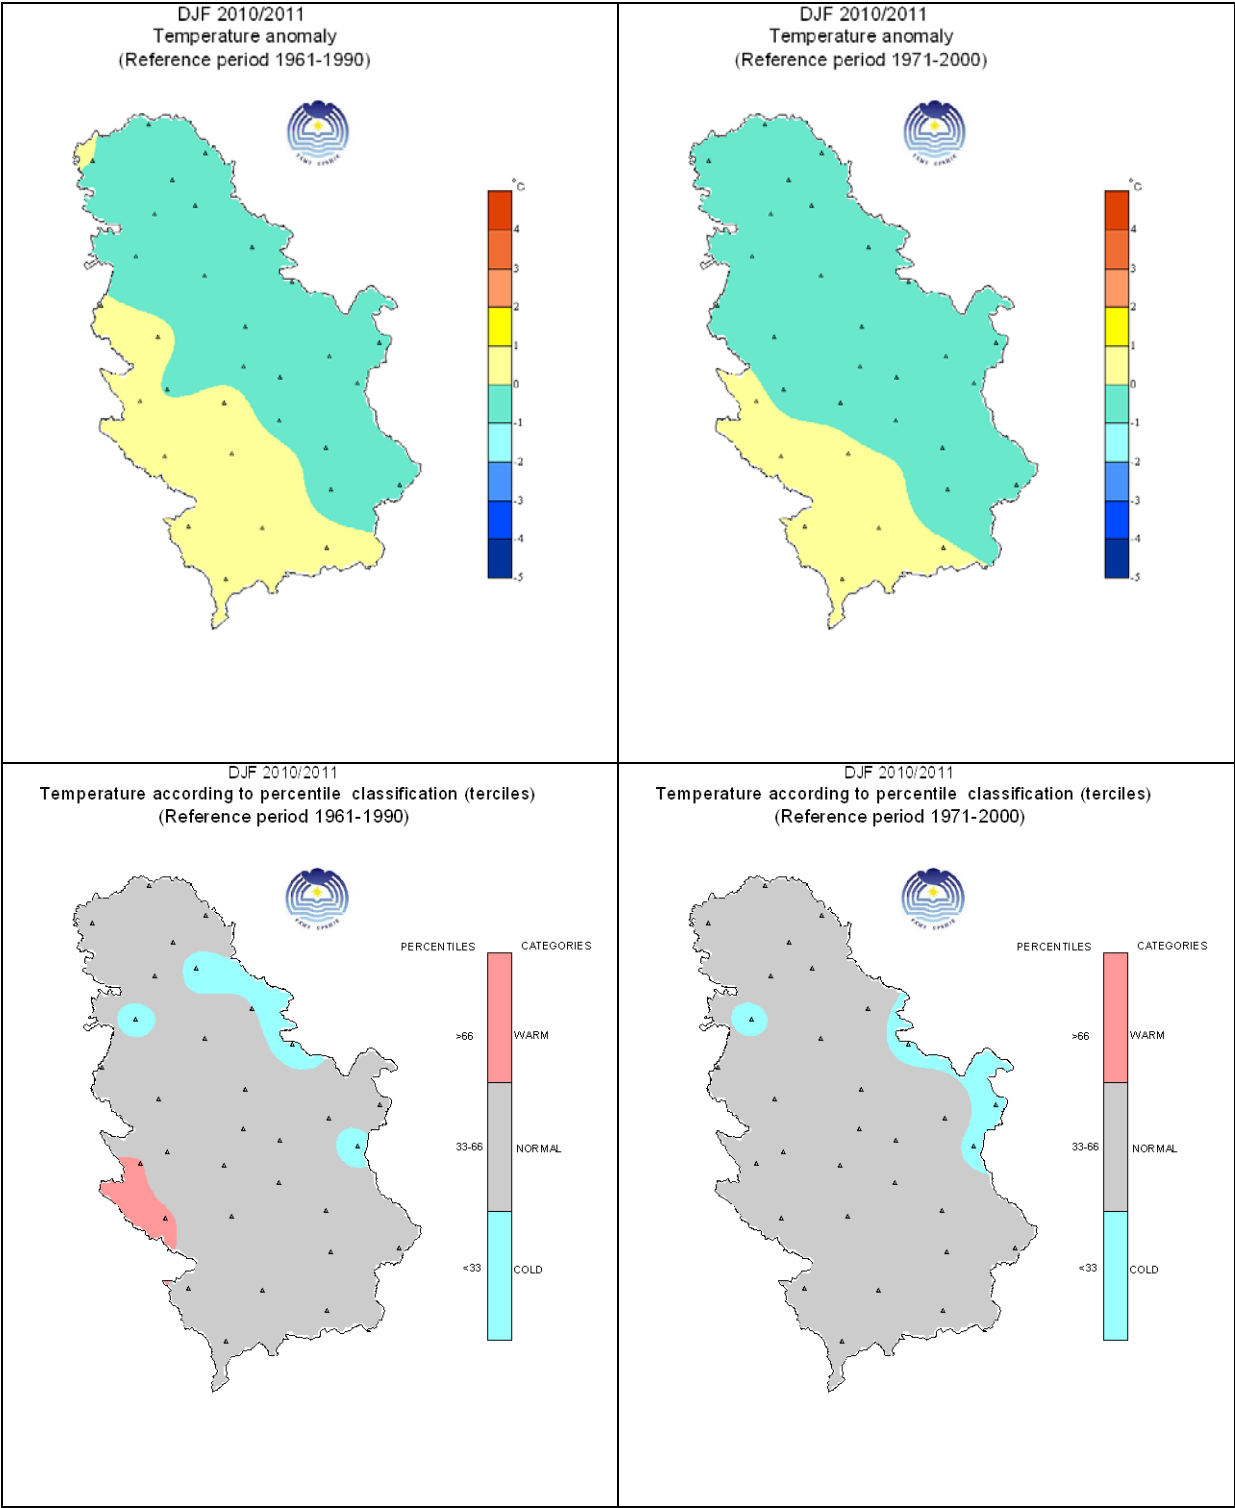 DJF 2010/2011
Temperature anomaly
(Reference period 1961-1990)
°C
4
3
2
1
0
-1
-2
-3
-4
-5
DJF 2010/2011
Temperature anomaly
(Reference period 1971-2000)
°C
4
3
2
1
0
-1
-2
-3
-4
-5
DJF 2010/2011
Temperature according to percentile classification (terciles)
(Reference period 1961-1990)
PERCENTILES CATEGORIES
>66 WARM
33-66 NORMAL
<33 COLD
DJF 2010/2011
Temperature according to percentile classification (terciles)
(Reference period 1971-2000)
PERCENTILES CATEGORIES
>66 WARM
33-66 NORMAL
<33 COLD